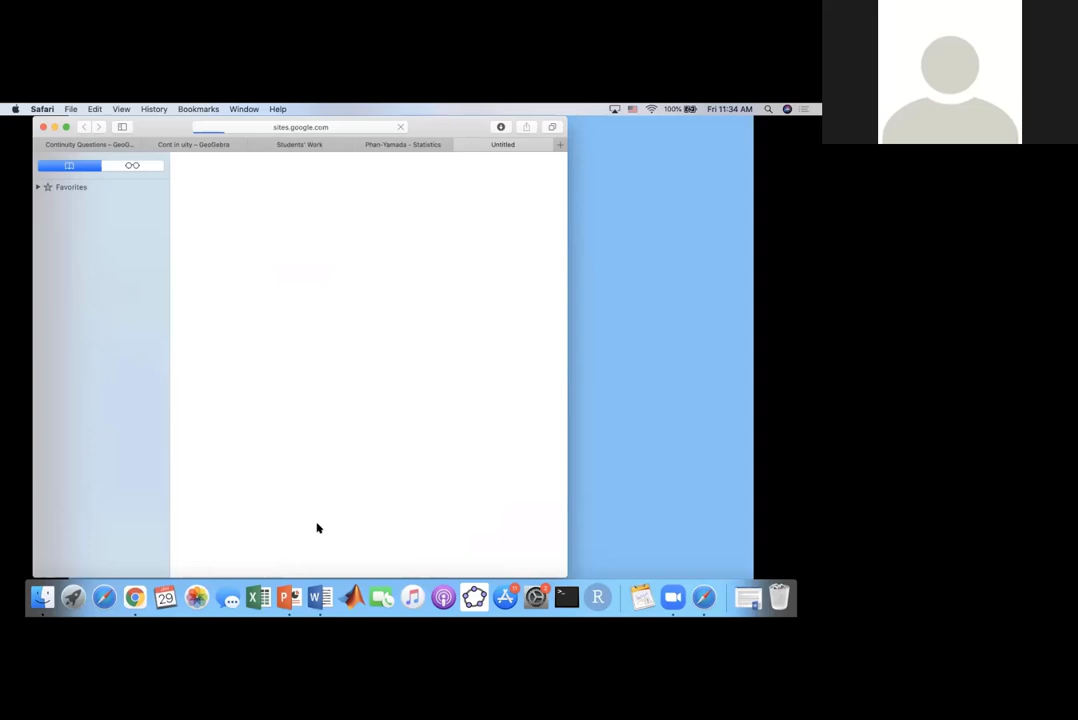 Safari File Edit View History Bookmarks Window Help 100% Fri 11:34 AM
sites.google.com
Continuity Questions – GeoG... Cont in uity – GeoGebra Students' Work Phan-Yamada - Statistics Untitled
Favorites
29